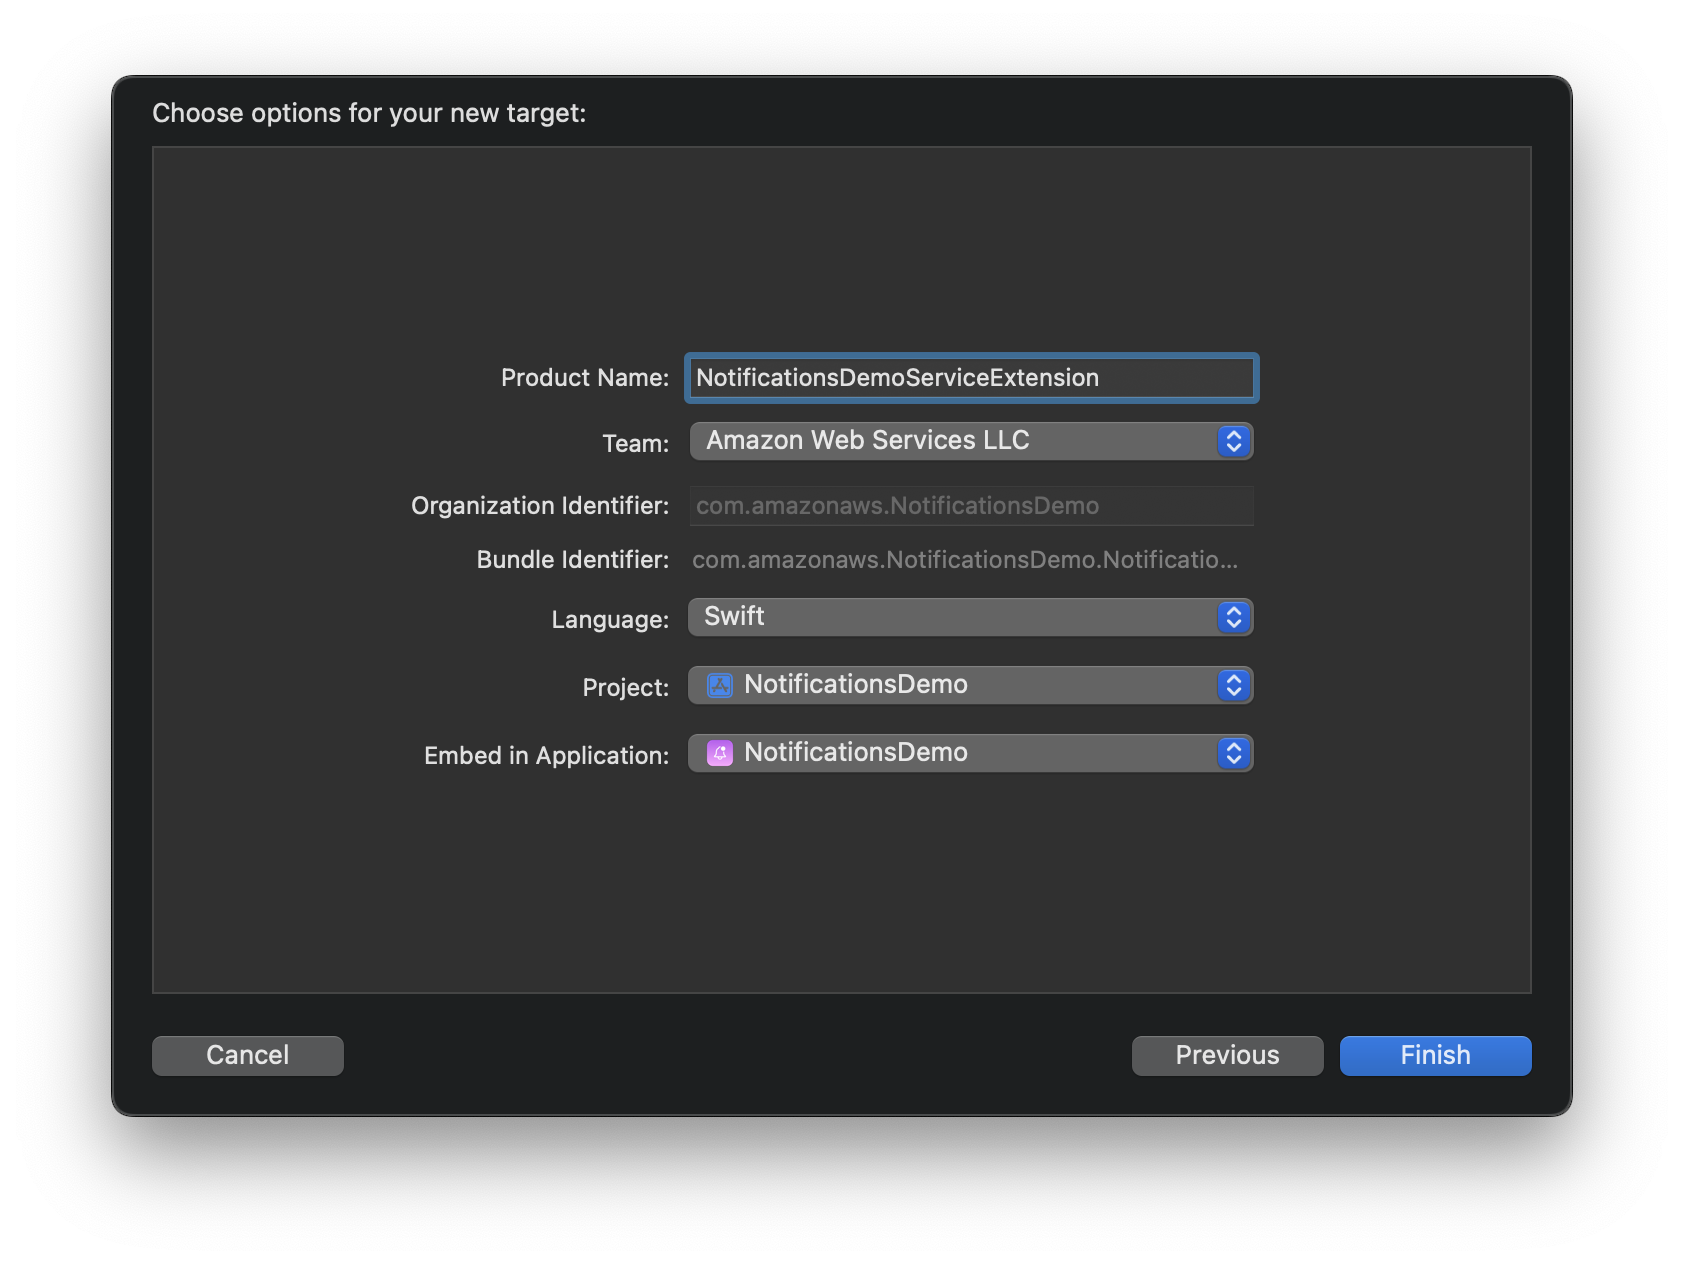 Choose options for your new target:
Product Name: NotificationsDemoServiceExtension
Team: Amazon Web Services LLC
Organization Identifier: com.amazonaws.NotificationsDemo
Bundle Identifier: com.amazonaws.NotificationsDemo.Notificatio...
Language: Swift
Project: NotificationsDemo
Embed in Application: NotificationsDemo
Cancel Previous Finish